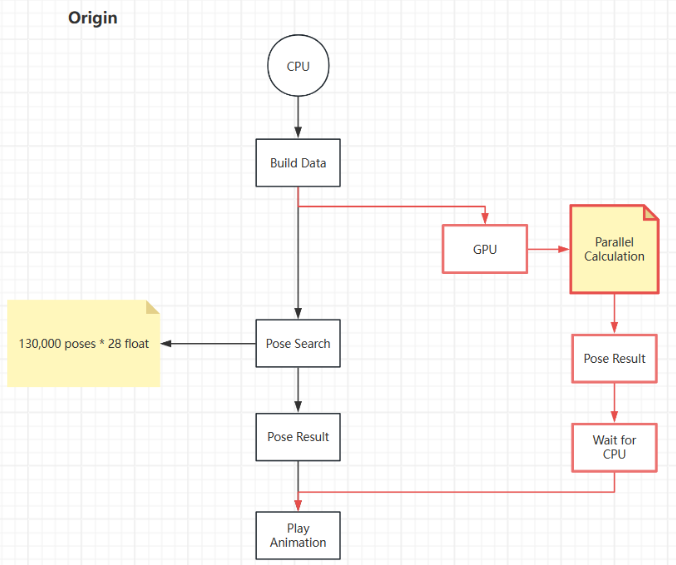 Origin
CPU
Build Data
GPU
Parallel
Calculation
130,000 poses * 28 float
Pose Search
Pose Result
Pose Result
Wait for
CPU
Play
Animation